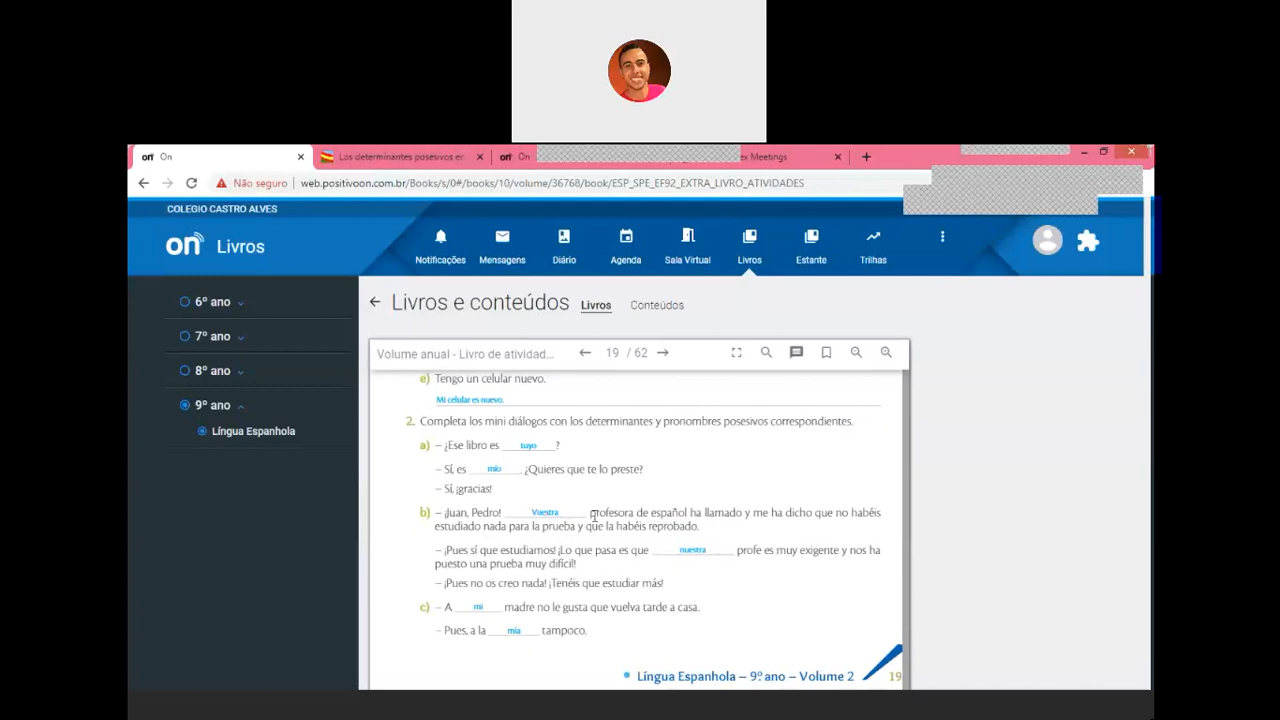 On
Los determinantes posesivos en
On
ex Meetings
Não seguro
web.positivoon.com.br/Books/s/0#/books/10/volume/36768/book/ESP_SPE_EF92_EXTRA_LIVRO_ATIVIDADES
COLEGIO CASTRO ALVES
on Livros
Notificações Mensagens Diário Agenda Sala Virtual Livros Estante Trilhas
6º ano
7º ano
8º ano
9º ano
Língua Espanhola
Livros e conteúdos Livros Conteúdos
Volume anual - Livro de atividad... 19 / 62
e) Tengo un celular nuevo.
Mi celular es nuevo.
2. Completa los mini diálogos con los determinantes y pronombres posesivos correspondientes.
a) – ¿Ese libro es tuyo ?
– Sí, es mío . ¿Quieres que te lo preste?
– Sí, ¡gracias!
b) – ¡Juan, Pedro! Vuestra profesora de español ha llamado y me ha dicho que no habéis
estudiado nada para la prueba y que la habéis reprobado.
– ¡Pues sí que estudiamos! ¡Lo que pasa es que nuestra profe es muy exigente y nos ha
puesto una prueba muy difícil!
– ¡Pues no os creo nada! ¡Tenéis que estudiar más!
c) – A mi madre no le gusta que vuelva tarde a casa.
– Pues, a la mía tampoco.
Língua Espanhola – 9º. ano – Volume 2 19